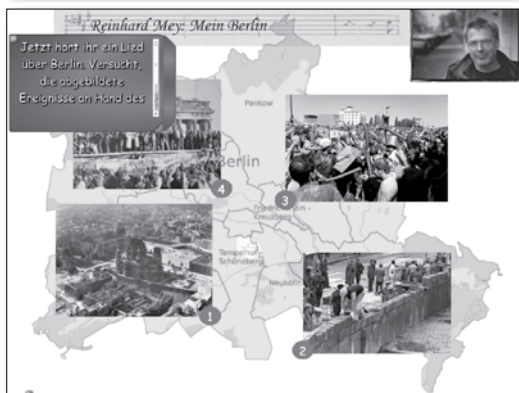 Reinhard Mey: Mein Berlin
Jetzt hört ihr ein Lied
über Berlin. Versucht,
die abgebildete
Ereignisse an Hand des
Pankow
Berlin
4
3
Friedrichshain -
Kreuzberg
Tempelhof-
Schöneberg
Neukölln
1
2